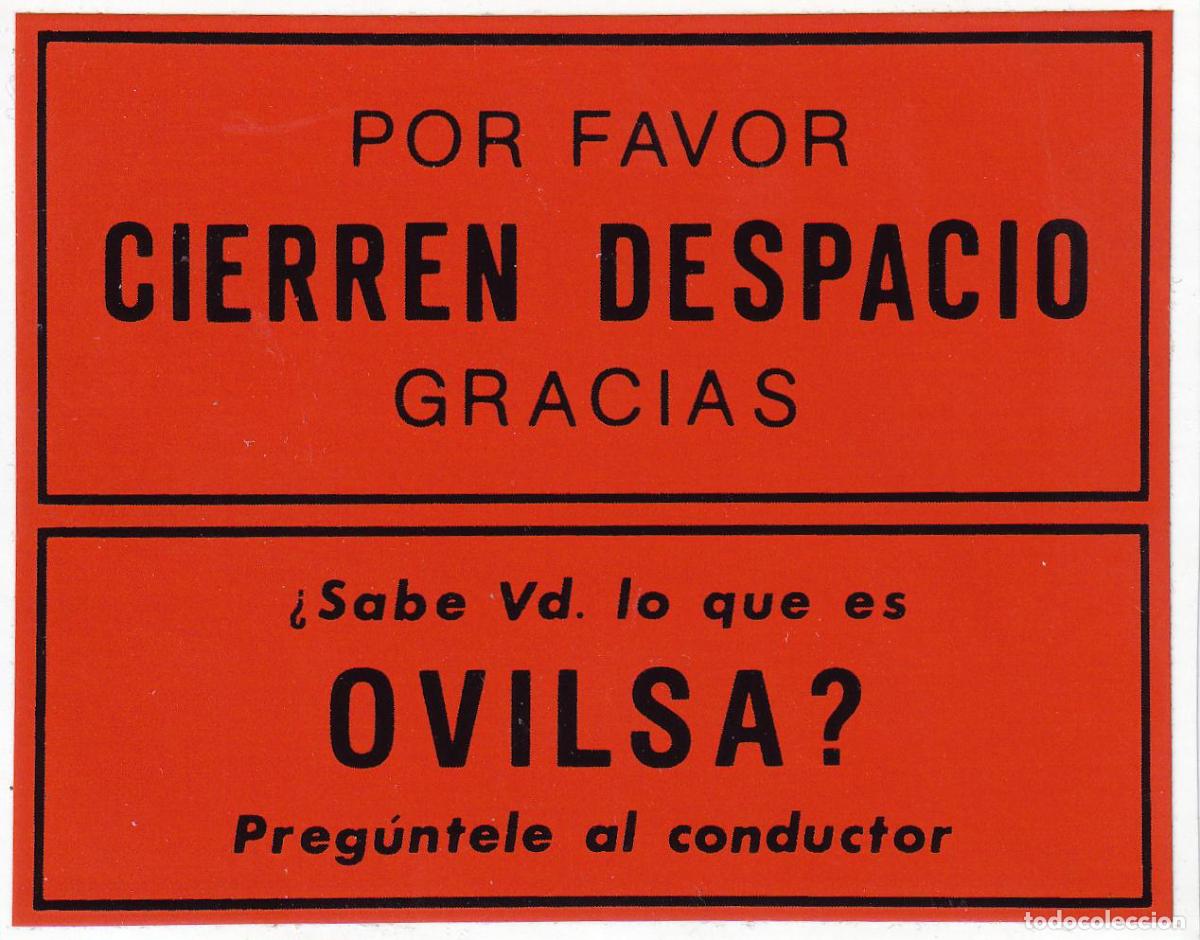 POR FAVOR
CIERREN DESPACIO
GRACIAS
¿Sabe Vd. lo que es
OVILSA?
Pregúntele al conductor
todocoleccion